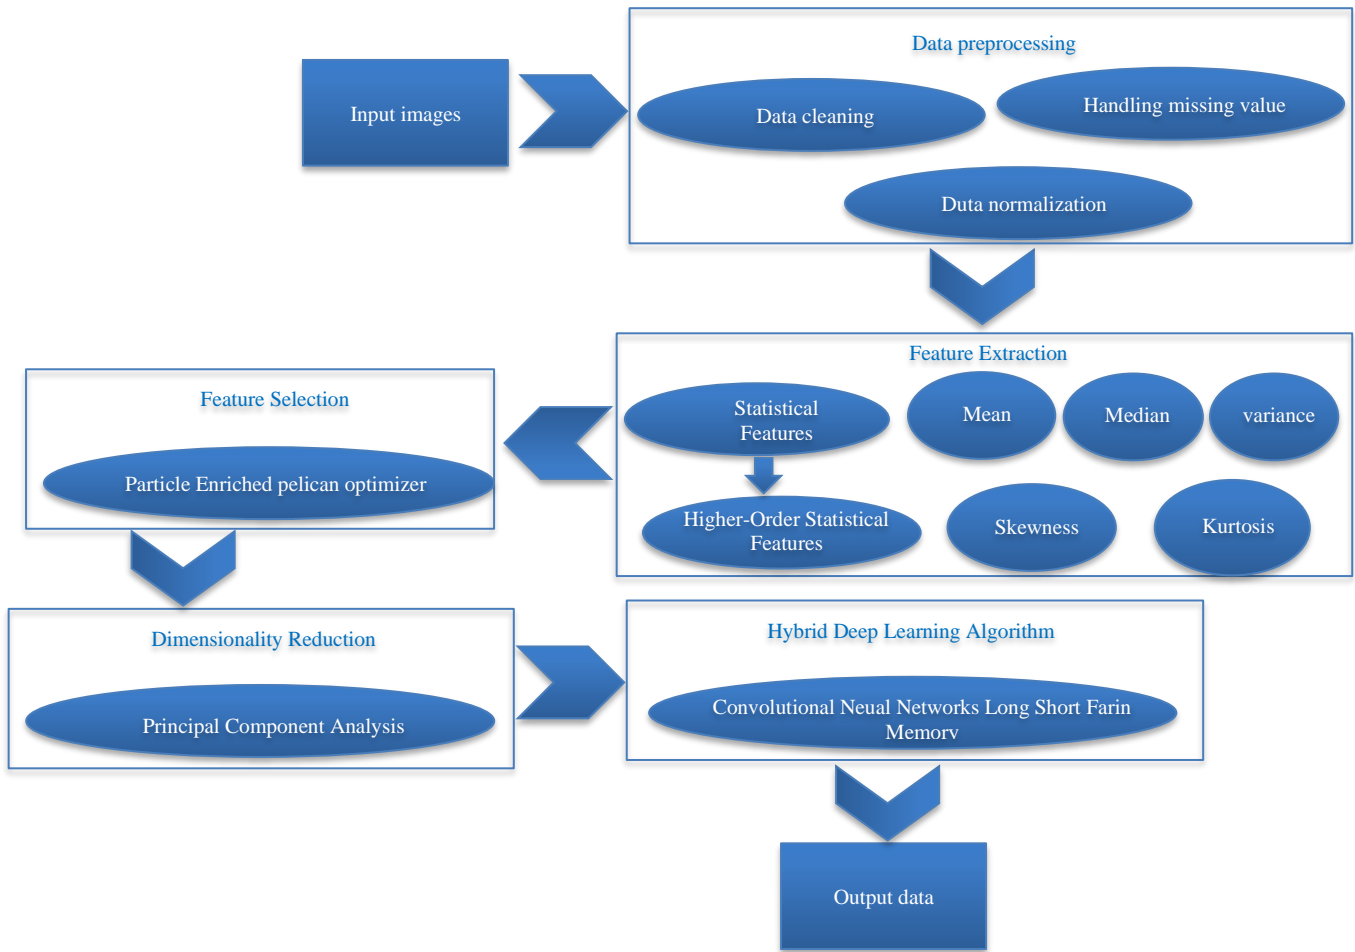 Data preprocessing
Input images
Data cleaning
Handling missing value
Duta normalization
Feature Extraction
Statistical
Features
Mean
Median
variance
Higher-Order Statistical
Features
Skewness
Kurtosis
Feature Selection
Particle Enriched pelican optimizer
Dimensionality Reduction
Principal Component Analysis
Hybrid Deep Learning Algorithm
Convolutional Neual Networks Long Short Farin
Memory
Output data